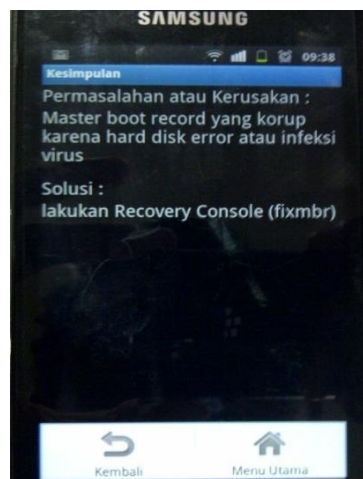 SAMSUNG
09:38
Kesimpulan
Permasalahan atau Kerusakan :
Master boot record yang korup
karena hard disk error atau infeksi
virus
Solusi :
lakukan Recovery Console (fixmbr)
Kembali
Menu Utama